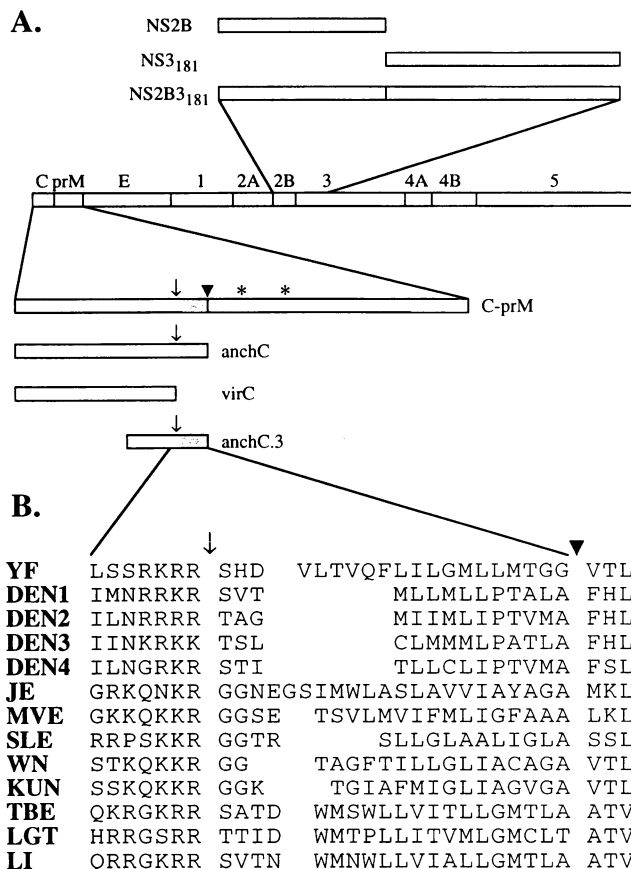 A.
NS2B
NS3181
NS2B3181
C prM E 1 2A 2B 3 4A 4B 5
↓ ▼ * *
C-prM
↓
anchC
virC
↓
anchC.3
B.
↓ ▼
YF LSSRKRR SHD VLTVQFLILGMLLMTGG VTL
DEN1 IMNRRKR SVT MLLMLLPTALA FHL
DEN2 ILNRRRR TAG MIIMLIPTVMA FHL
DEN3 IINKRKK TSL CLMMMLPATLA FHL
DEN4 ILNGRKR STI TLLCLIPTVMA FSL
JE GRKQNKR GGNEGSIMWLASLAVVIAYAGA MKL
MVE GKKQKKR GGSE TSVLMVIFMLIGFAAA LKL
SLE RRPSKKR GGTR SLLGLAALIGLA SSL
WN STKQKKR GG TAGFTILLGLIACAGA VTL
KUN SSKQKKR GGK TGIAFMIGLIAGVGA VTL
TBE QKRGKRR SATD WMSWLLVITLLGMTLA ATV
LGT HRRGSRR TTID WMTPLLITVMLGMCLT ATV
LI QRRGKRR SVTN WMNWLLVIALLGMTLA ATV